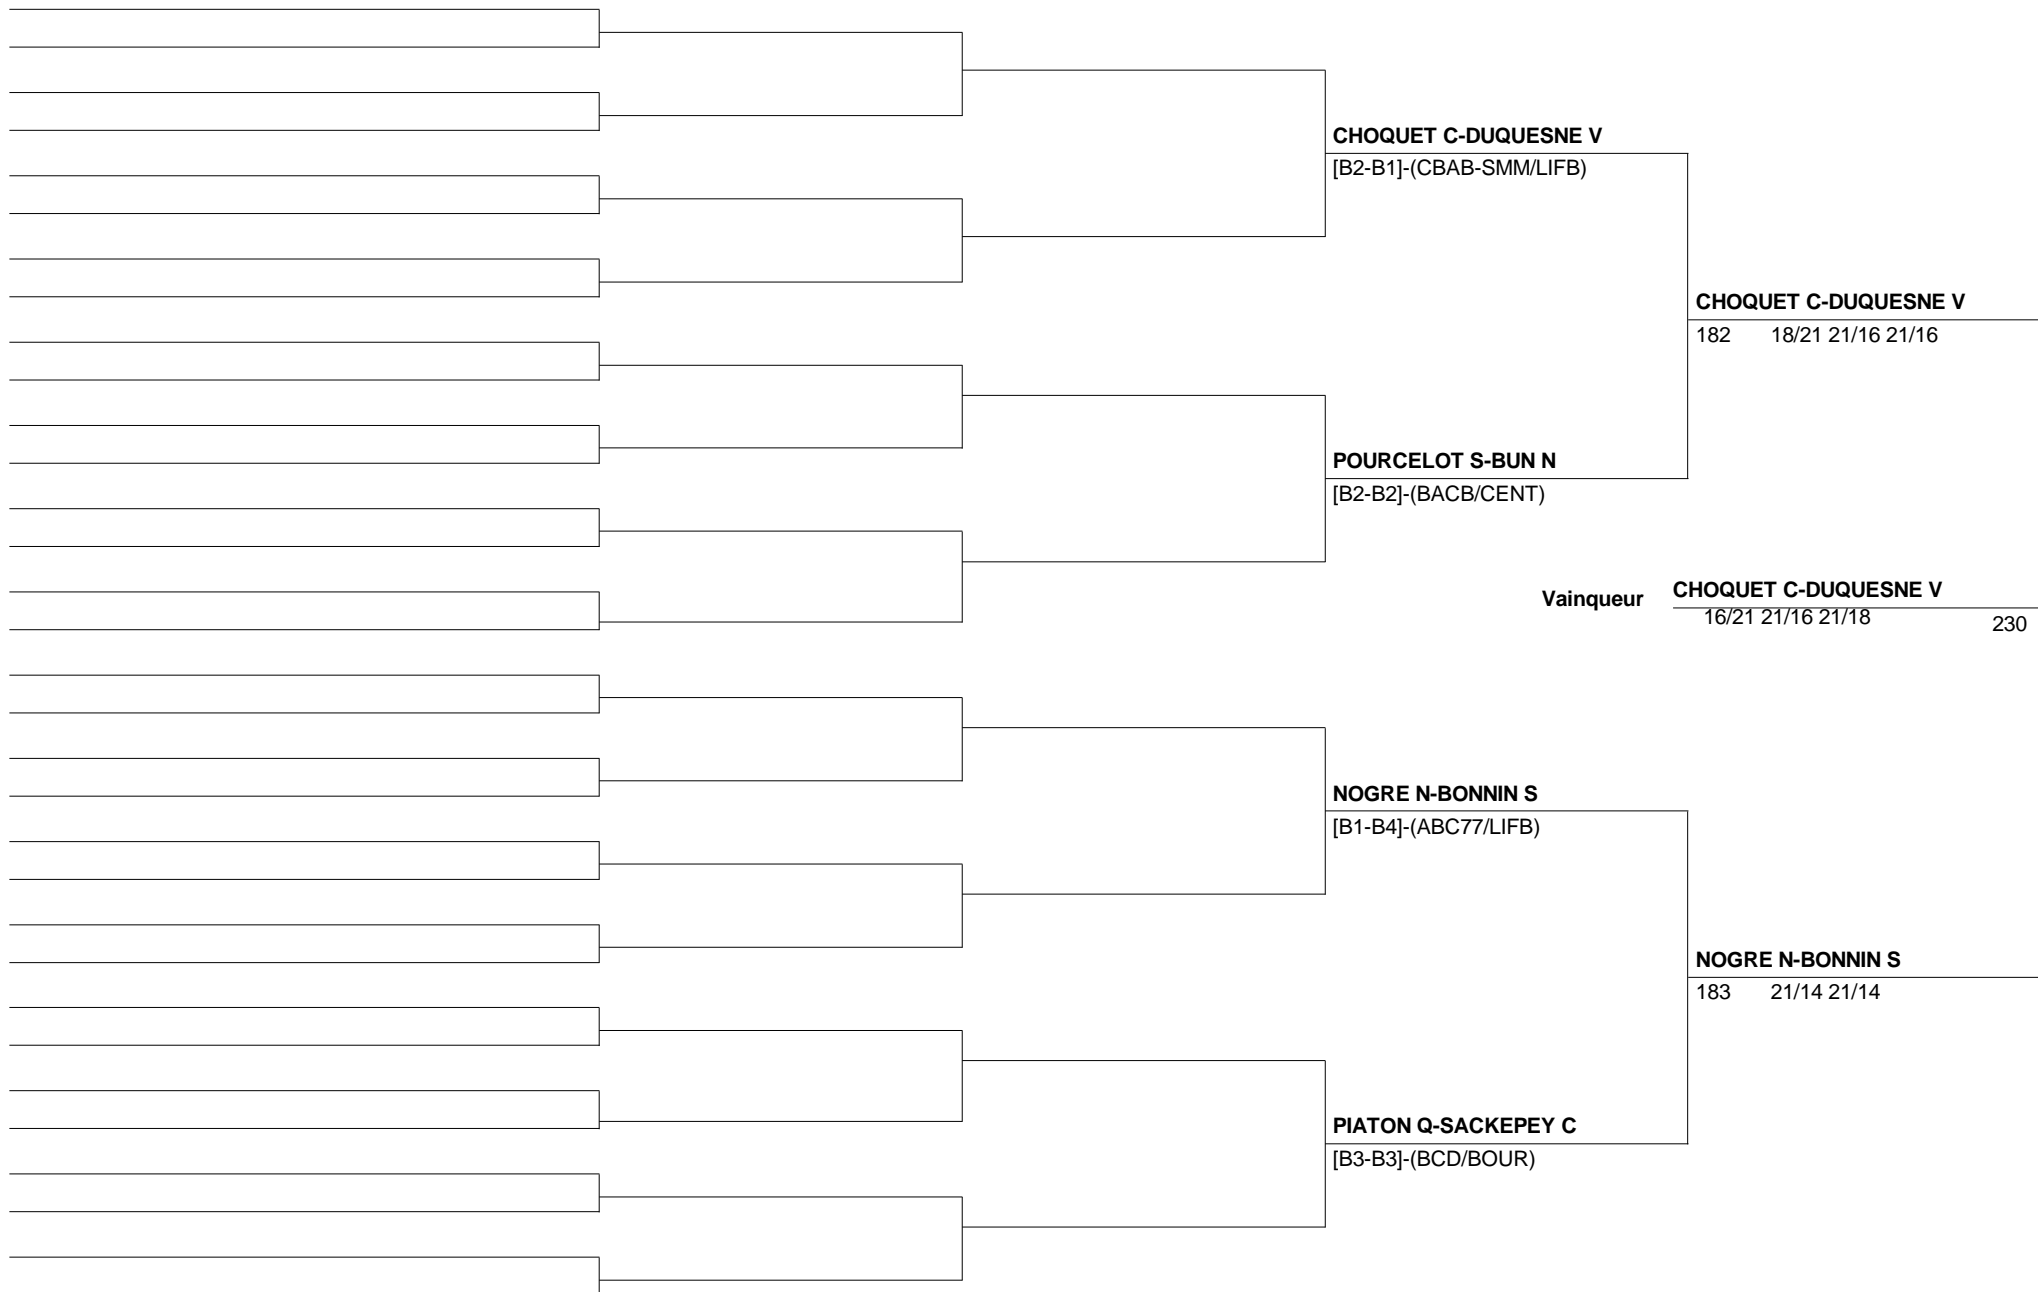 CHOQUET C-DUQUESNE V
[B2-B1]-(CBAB-SMM/LIFB)
CHOQUET C-DUQUESNE V
182 18/21 21/16 21/16
POURCELOT S-BUN N
[B2-B2]-(BACB/CENT)
Vainqueur CHOQUET C-DUQUESNE V
16/21 21/16 21/18 230
NOGRE N-BONNIN S
[B1-B4]-(ABC77/LIFB)
NOGRE N-BONNIN S
183 21/14 21/14
PIATON Q-SACKEPEY C
[B3-B3]-(BCD/BOUR)